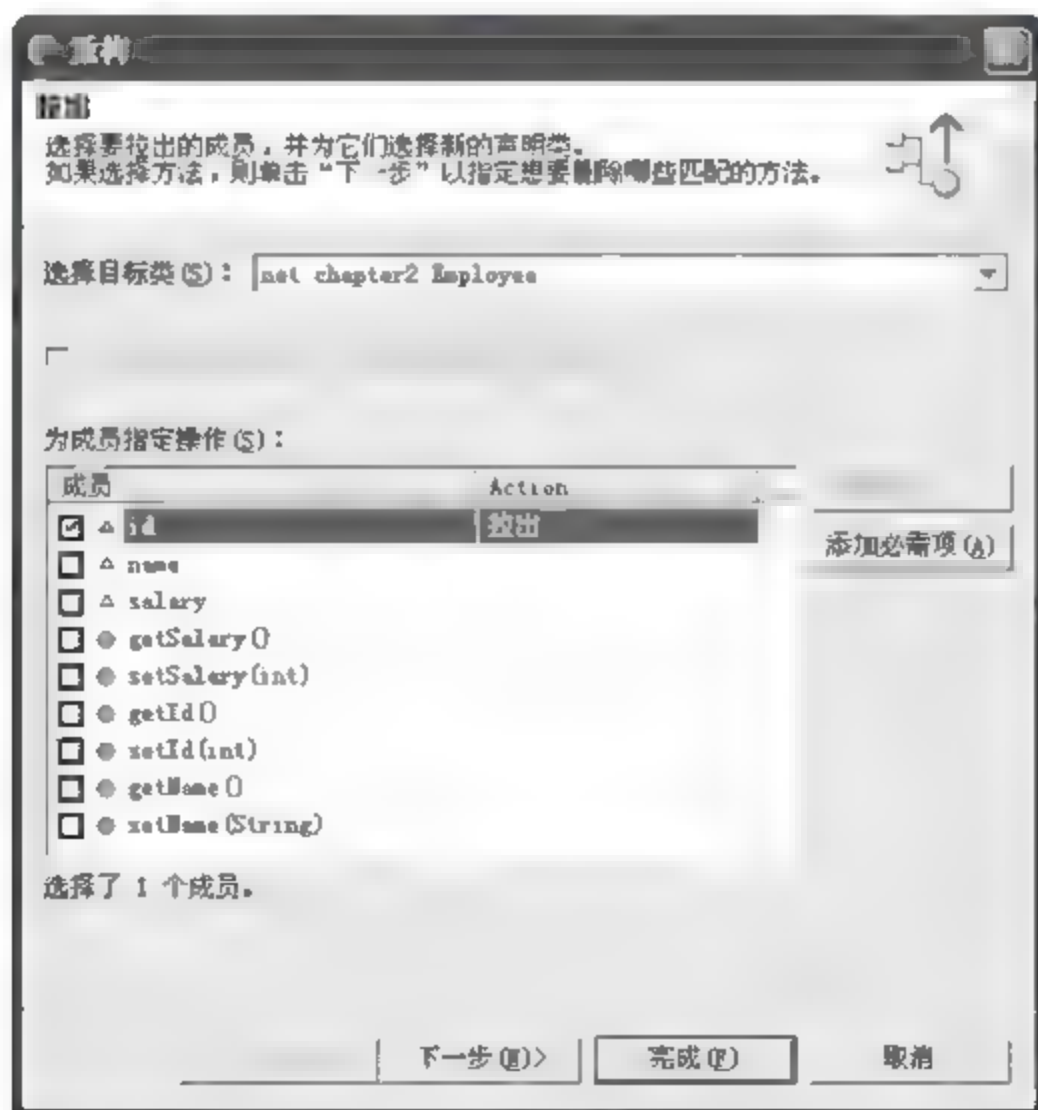 重构
拉出
选择要拉出的成员,并为它们选择新的声明类。
如果选择方法,则单击“下一步”以指定想要删除哪些匹配的方法。
选择目标类(S): net chapter2 Employee
为成员指定操作(S):
成员 Action
id 拉出
添加必需项(A)
name
salary
getSalary()
setSalary(int)
getId()
setId(int)
getName()
setName(String)
选择了 1 个成员。
下一步(N)> 完成(F) 取消